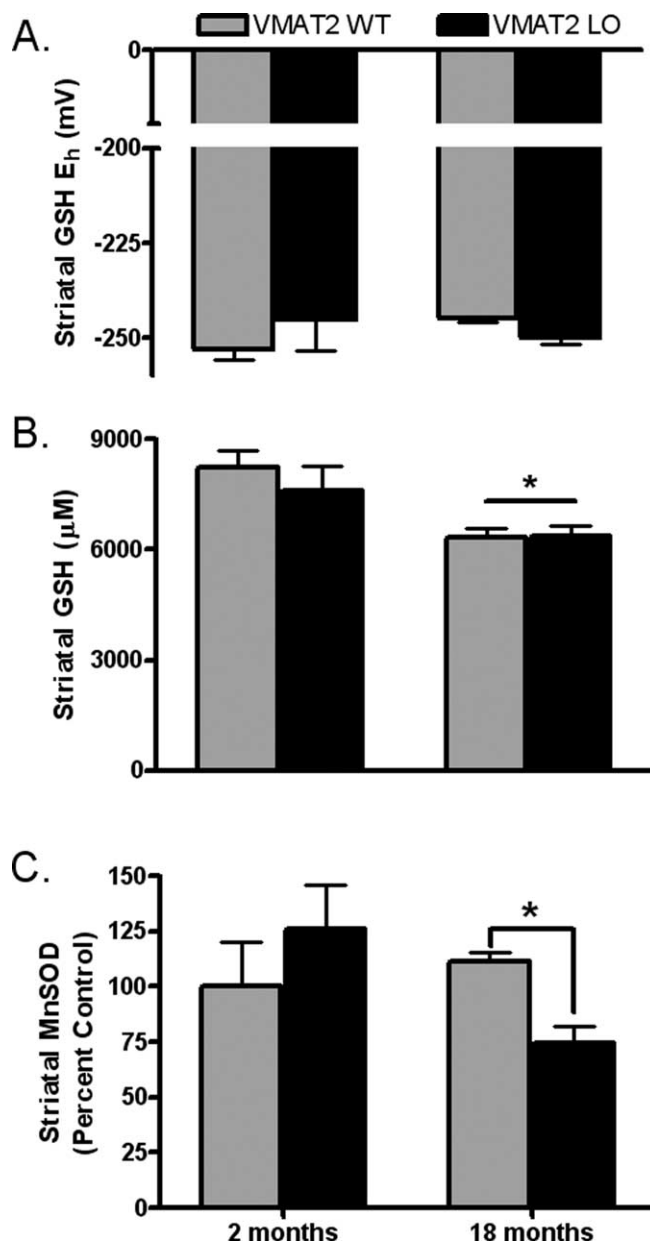 A.
VMAT2 WT VMAT2 LO
Striatal GSH Eh (mV)
0
-200
-225
-250
B.
Striatal GSH (μM)
9000
6000
3000
0
*
C.
Striatal MnSOD
(Percent Control)
150
125
100
75
50
25
0
*
2 months 18 months